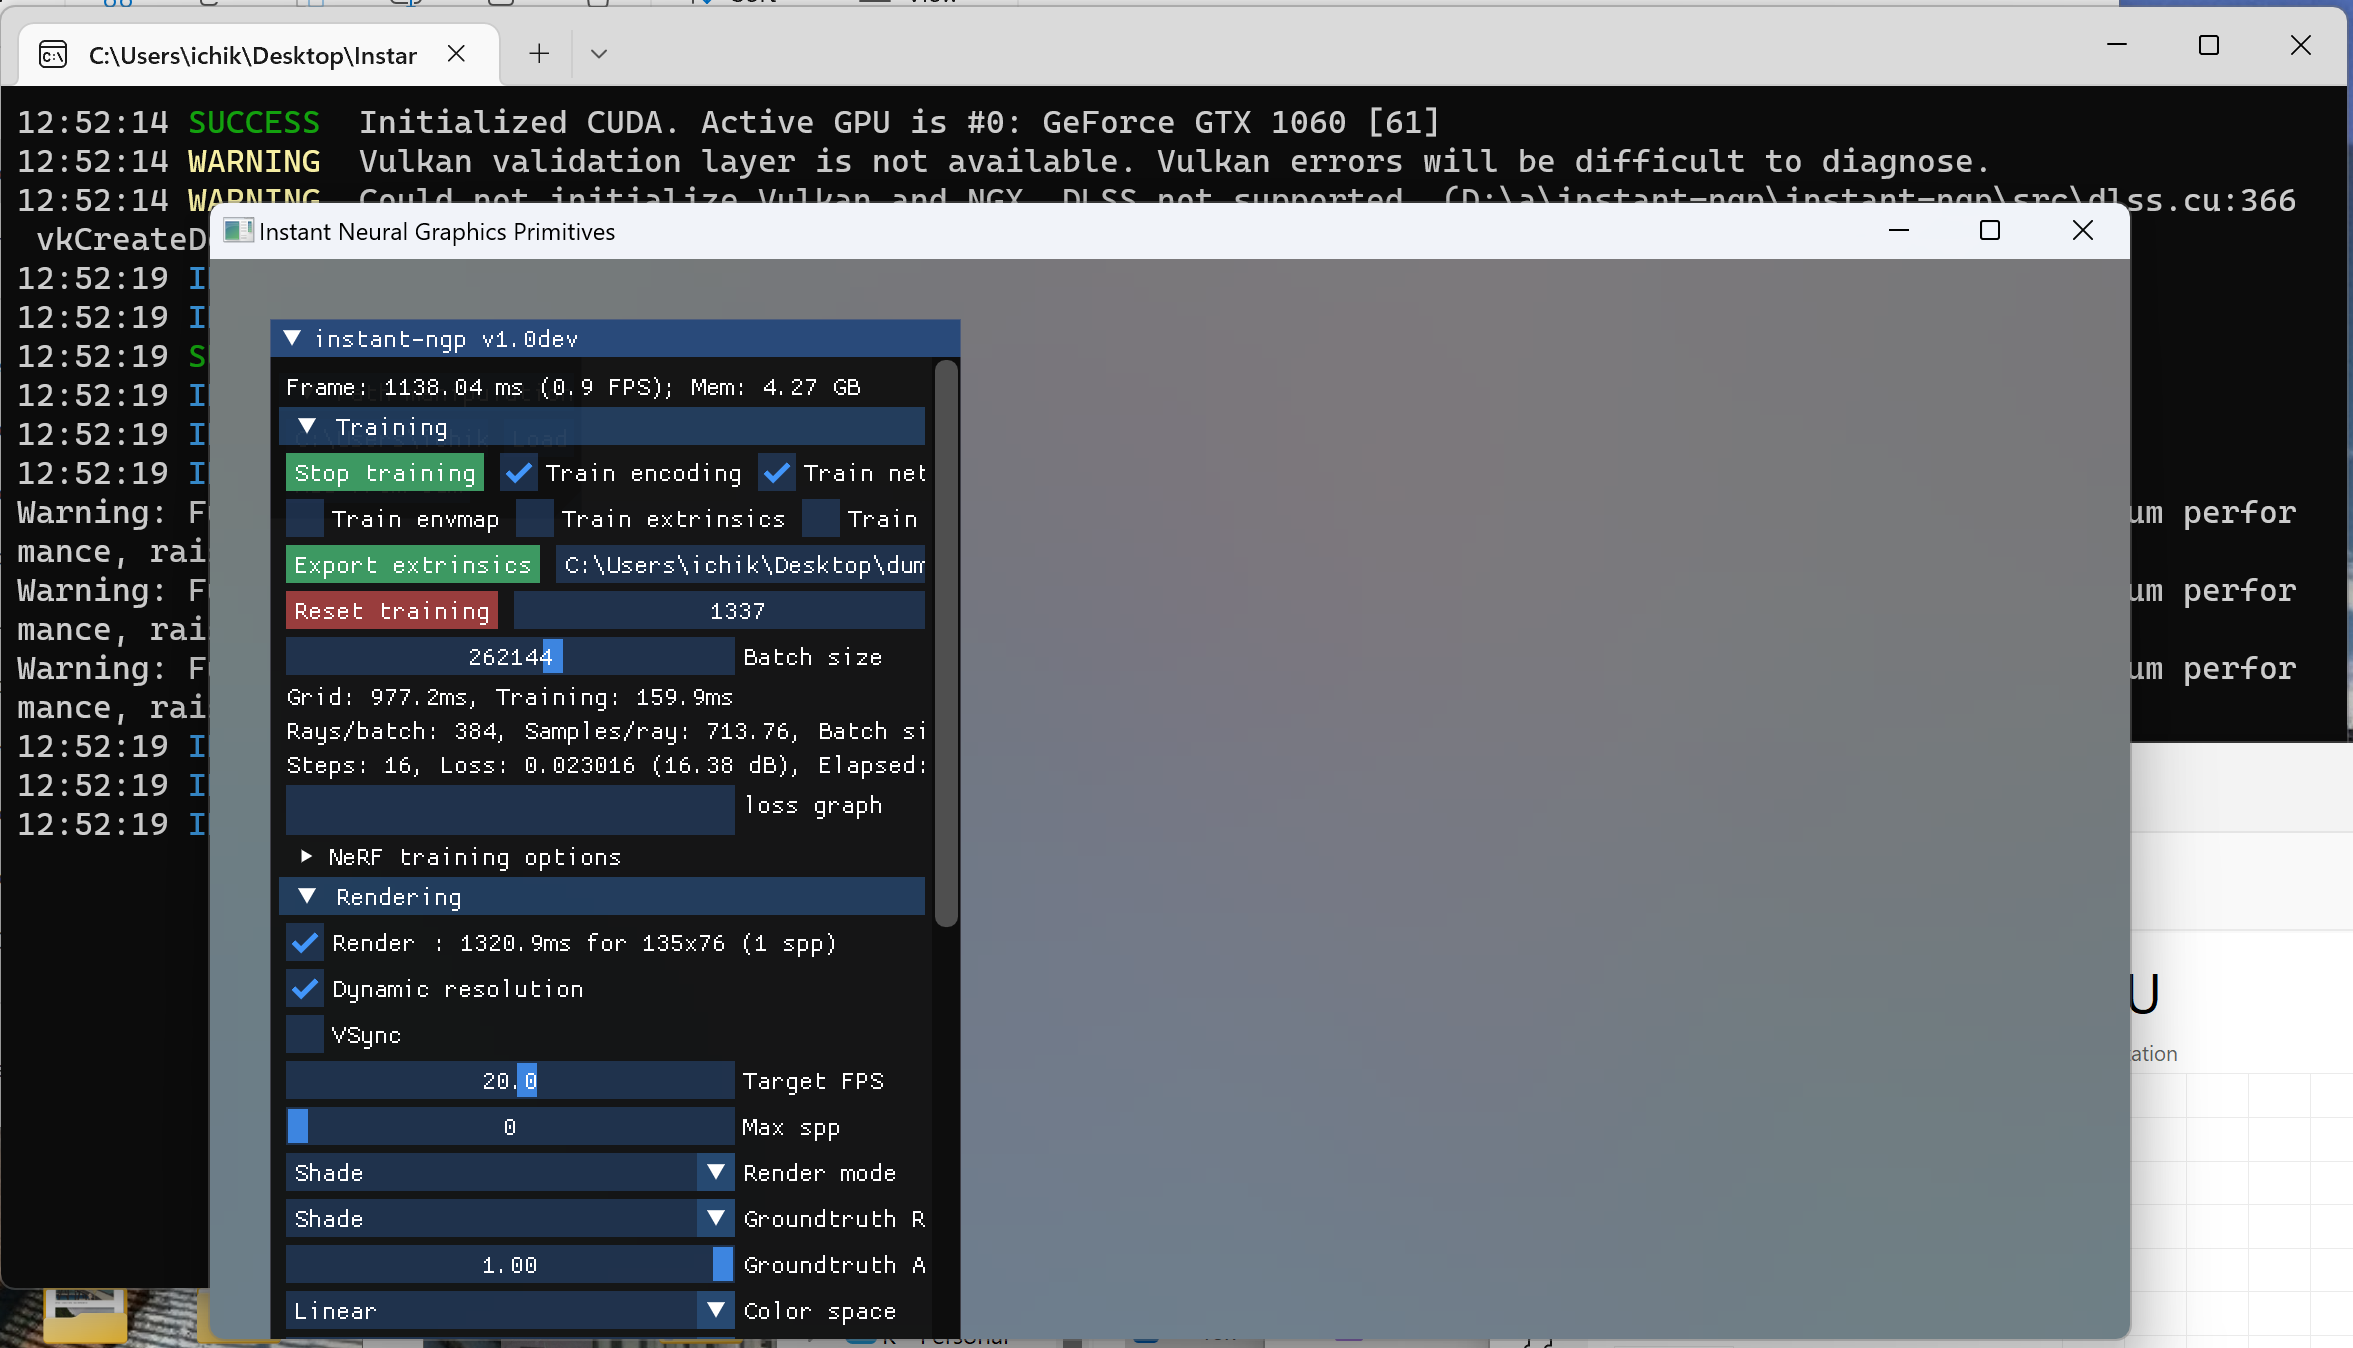 C:\Users\ichik\Desktop\Instar
12:52:14 SUCCESS Initialized CUDA. Active GPU is #0: GeForce GTX 1060 [61]
12:52:14 WARNING Vulkan validation layer is not available. Vulkan errors will be difficult to diagnose.
12:52:14 WARNING Could not initialize Vulkan and NGX. DLSS not supported. (D:\a\instant-ngp\instant-ngp\src\dlss.cu:366
vkCreateD
12:52:19 I
12:52:19 I
12:52:19 S
12:52:19 I
12:52:19 I
12:52:19 I
Warning: F um perfor
mance, rai
Warning: F um perfor
mance, rai
Warning: F um perfor
mance, rai
12:52:19 I
12:52:19 I
12:52:19 I
Instant Neural Graphics Primitives
instant-ngp v1.0dev
Frame: 1138.04 ms (0.9 FPS); Mem: 4.27 GB
Training
Stop training Train encoding Train net
Train envmap Train extrinsics Train
Export extrinsics C:\Users\ichik\Desktop\dum
Reset training 1337
262144 Batch size
Grid: 977.2ms, Training: 159.9ms
Rays/batch: 384, Samples/ray: 713.76, Batch si
Steps: 16, Loss: 0.023016 (16.38 dB), Elapsed:
loss graph
NeRF training options
Rendering
Render : 1320.9ms for 135x76 (1 spp)
Dynamic resolution
VSync
20.0 Target FPS
0 Max spp
Shade Render mode
Shade Groundtruth R
1.00 Groundtruth A
Linear Color space
U
ation